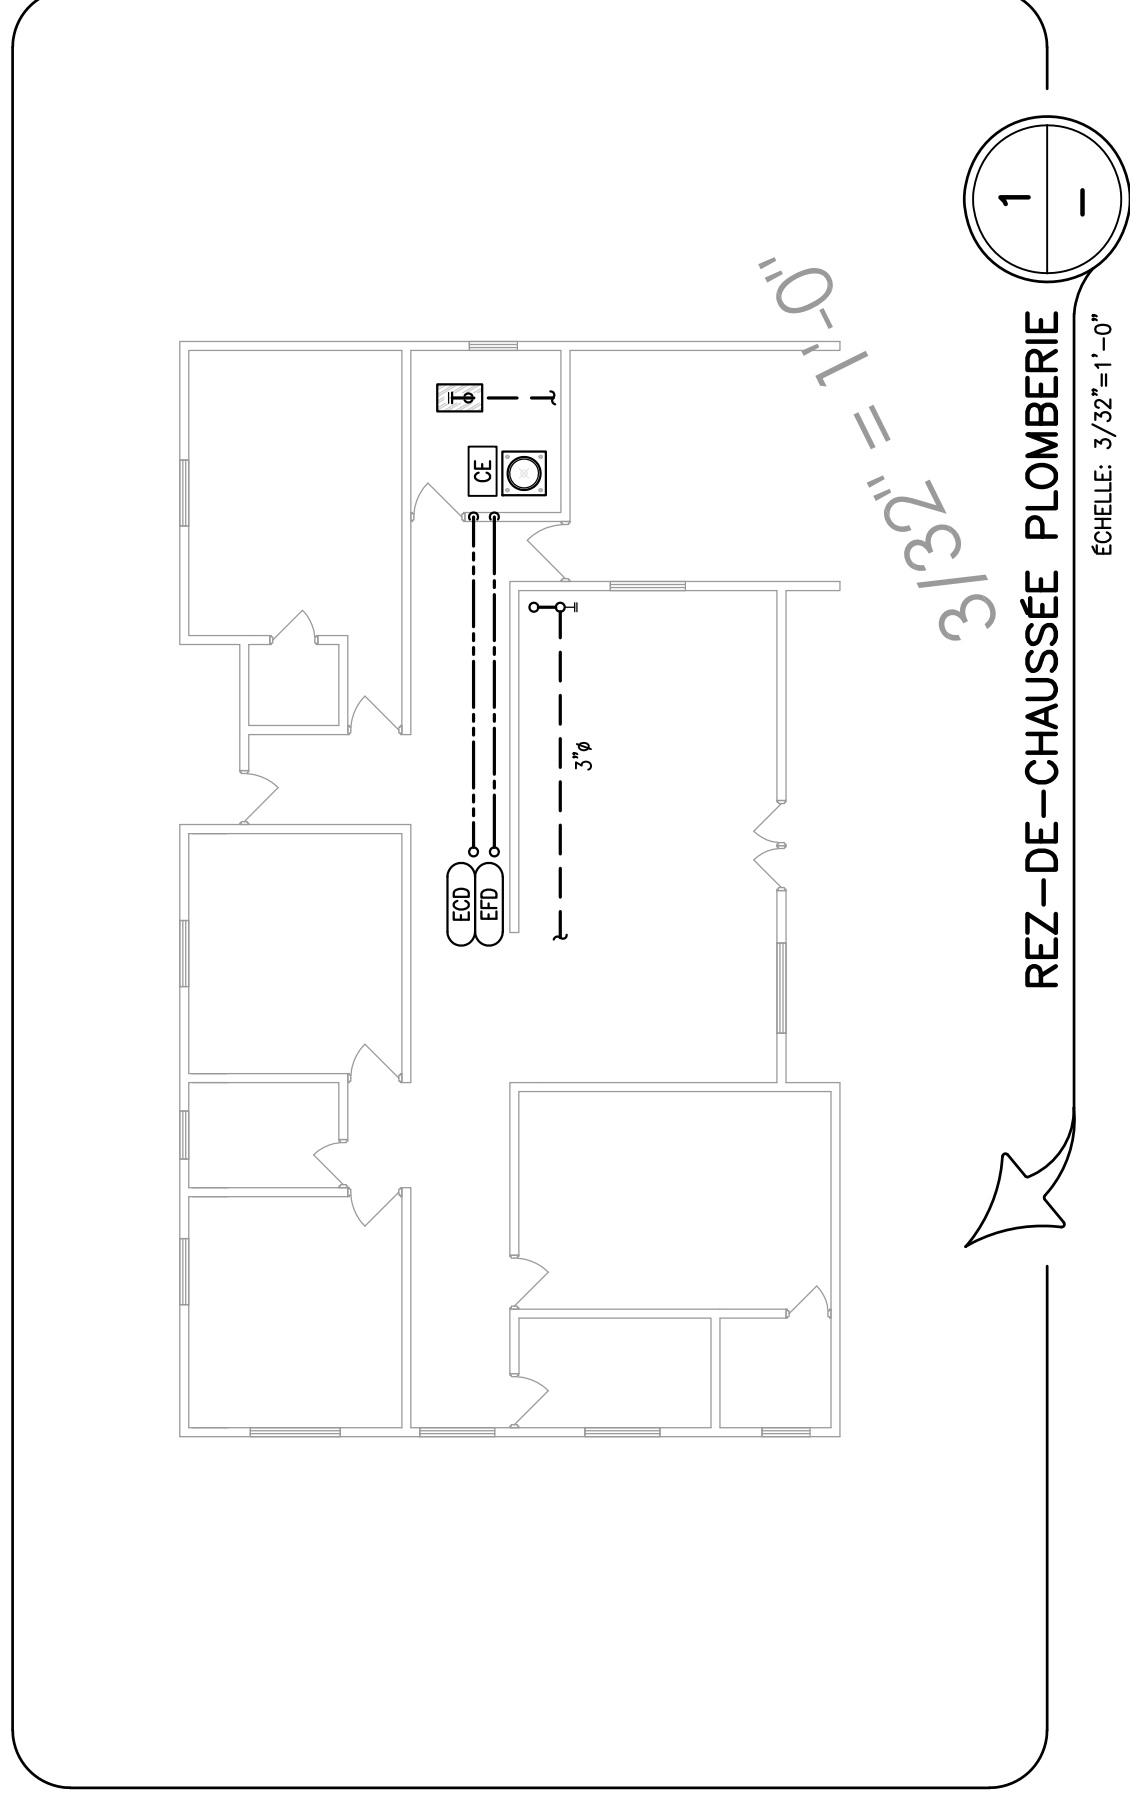 CE
ECD
EFD
3"ø
3/32" = 1'-0"
1
–
REZ-DE-CHAUSSÉE PLOMBERIE
ÉCHELLE: 3/32"=1'-0"